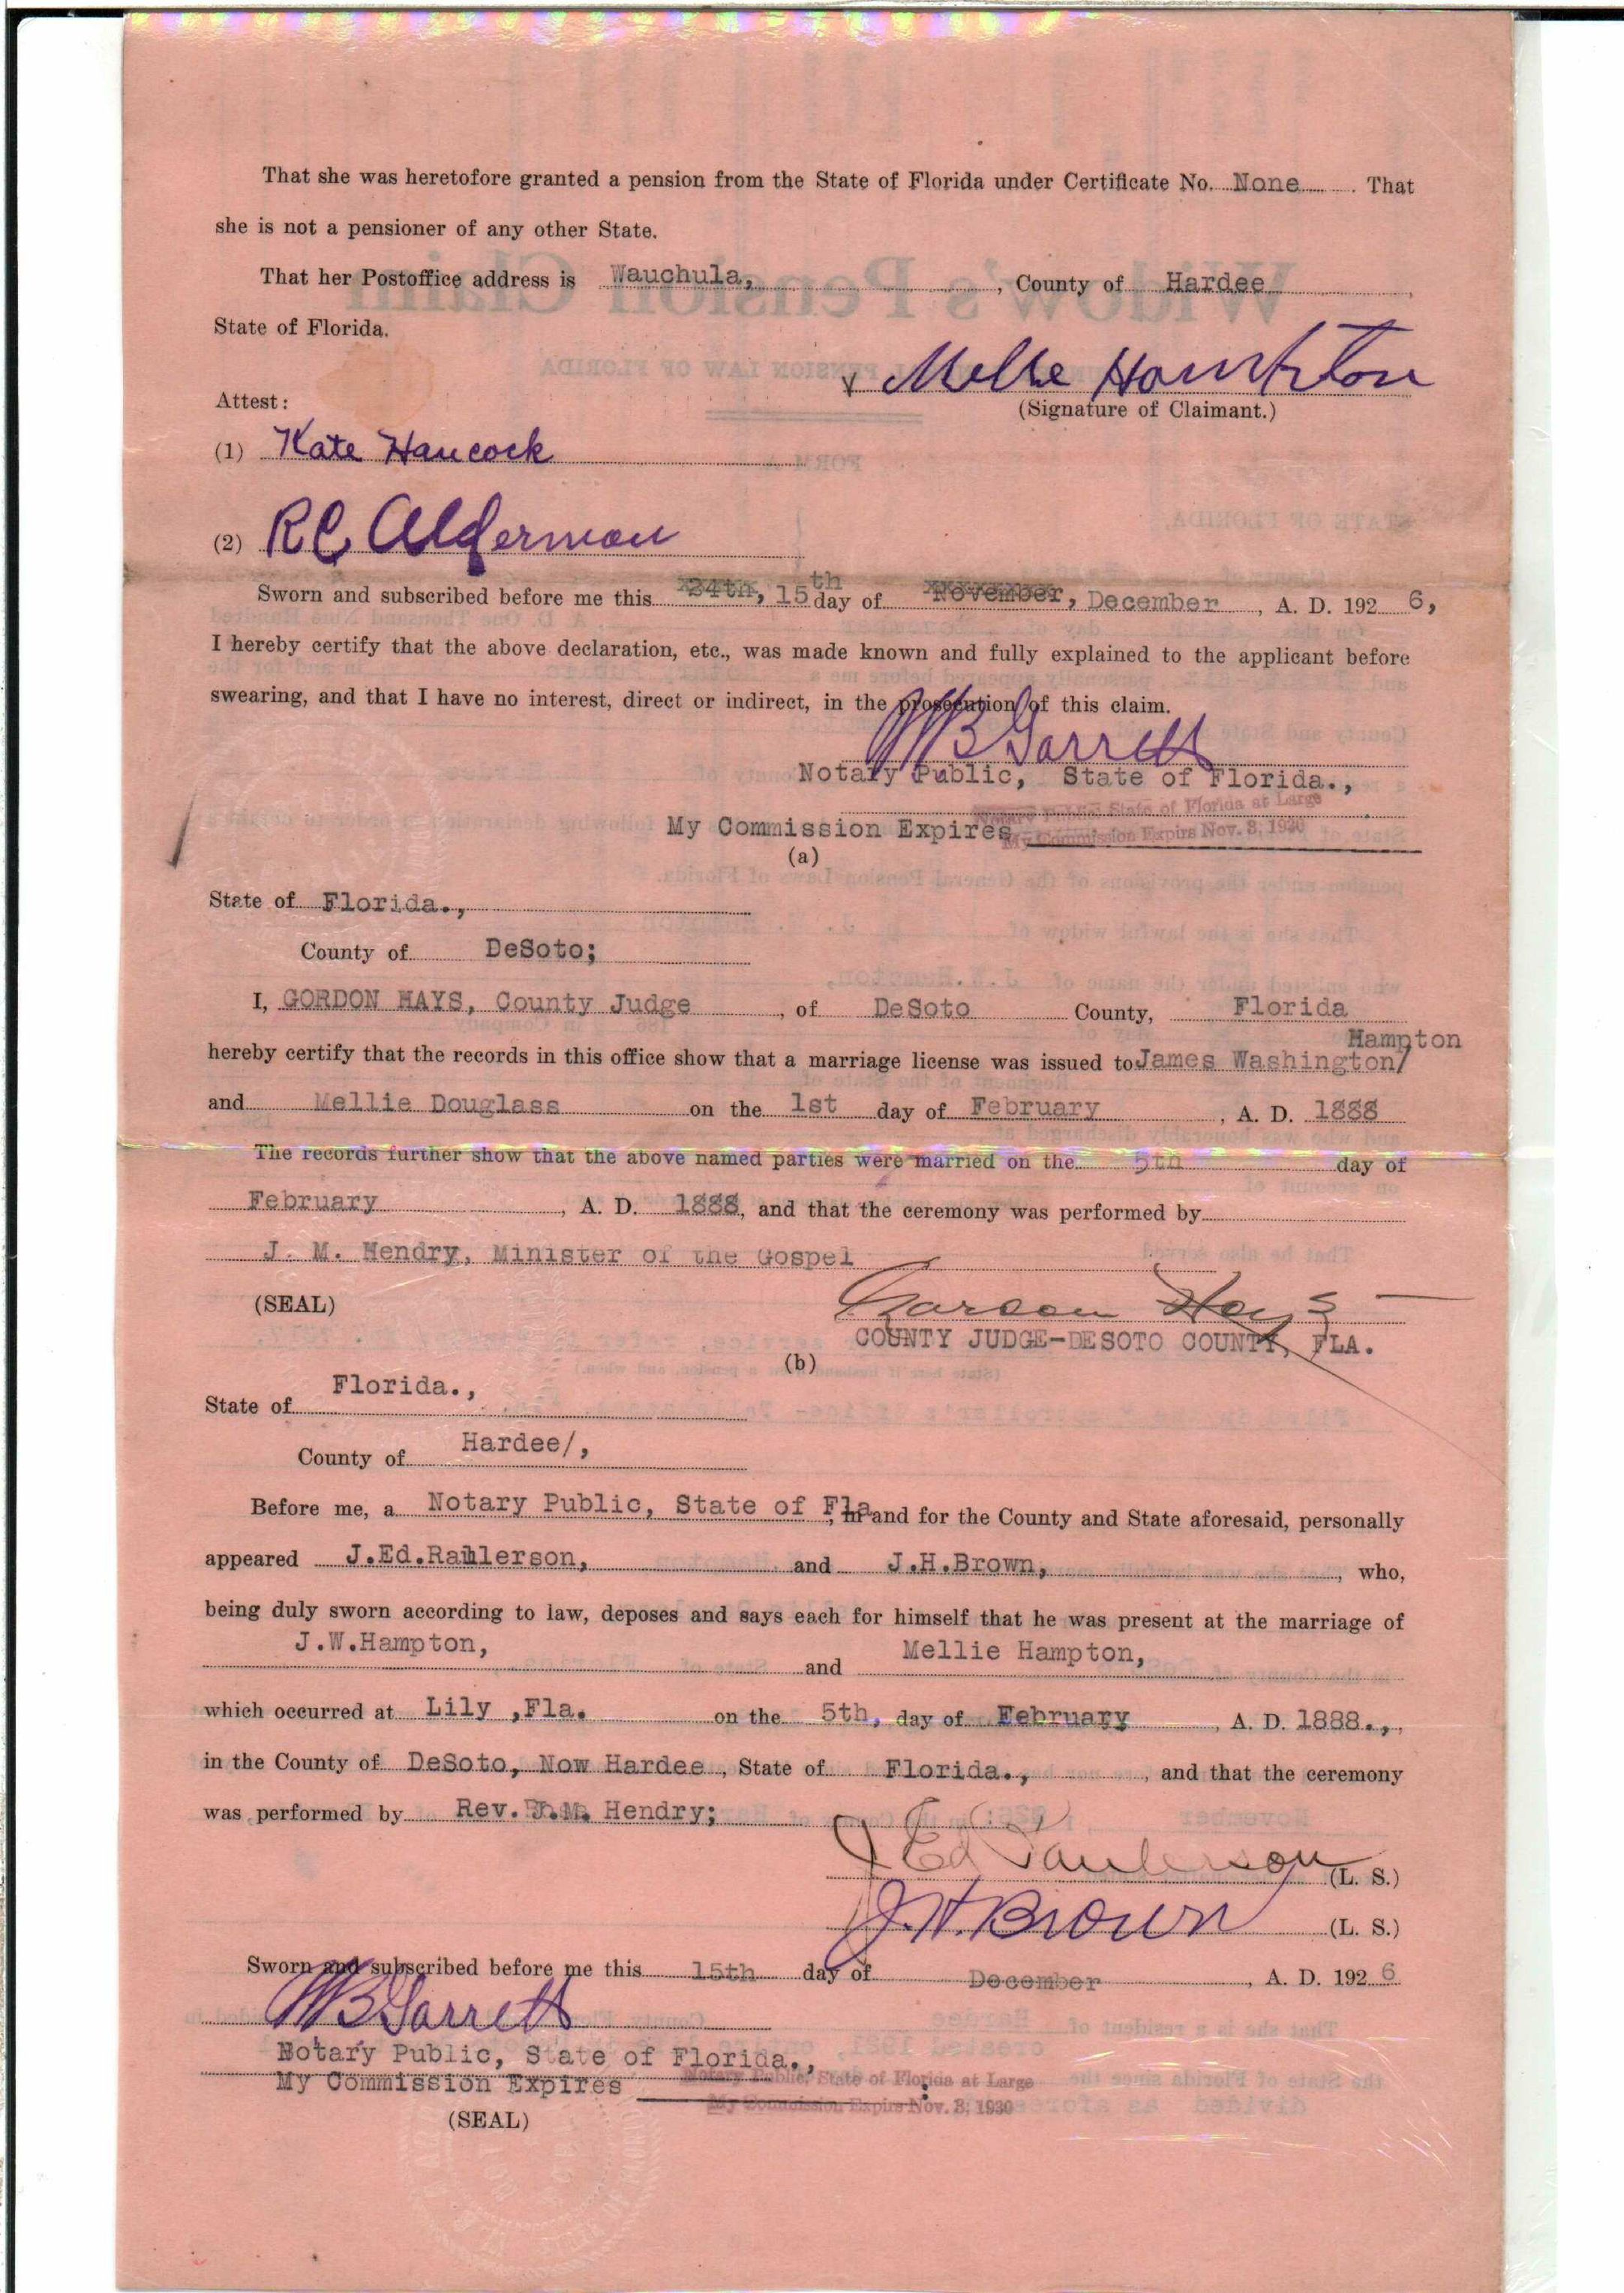 That she was heretofore granted a pension from the State of Florida under Certificate No. None. That
she is not a pensioner of any other State.
That her Postoffice address is Wauchula, , County of Hardee
State of Florida.
Mellie Hampton
(Signature of Claimant.)
Attest:
(1) Kate Hancock
(2) RC Alderman
Sworn and subscribed before me this 24th, 15th day of November, December, A. D. 192 6,
I hereby certify that the above declaration, etc., was made known and fully explained to the applicant before
swearing, and that I have no interest, direct or indirect, in the prosecution of this claim.
WB Garrett
Notary Public, State of Florida.,
Notary Public, State of Florida at Large
My Commission Expires My Commission Expirs Nov. 3, 1930
(a)
State of Florida.,
County of DeSoto;
I, GORDON HAYS, County Judge, of DeSoto County, Florida
Hampton
hereby certify that the records in this office show that a marriage license was issued to James Washington/
and Mellie Douglass on the 1st day of February, A. D. 1888
The records further show that the above named parties were married on the 5th day of
February, A. D. 1888, and that the ceremony was performed by
J. M. Hendry, Minister of the Gospel
(SEAL)
Gordon Hays
COUNTY JUDGE-DESOTO COUNTY, FLA.
(b)
State of Florida.,
County of Hardee/,
Before me, a Notary Public, State of Fla, in and for the County and State aforesaid, personally
appeared J.Ed.Raulerson, and J.H.Brown, , who,
being duly sworn according to law, deposes and says each for himself that he was present at the marriage of
J.W.Hampton, and Mellie Hampton,
which occurred at Lily ,Fla. on the 5th, day of February, A. D. 1888.,
in the County of DeSoto, Now Hardee, State of Florida., , and that the ceremony
was performed by Rev. J.M. Hendry;
J Ed Raulerson (L. S.)
J.H. Brown (L. S.)
Sworn and subscribed before me this 15th day of December, A. D. 192 6
WB Garrett
Notary Public, State of Florida.,
Notary Public, State of Florida at Large
My Commission Expires My Commission Expirs Nov. 3, 1930
(SEAL)